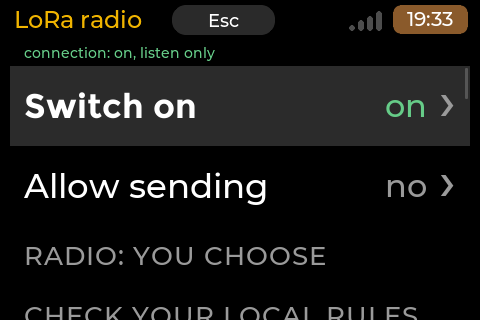 LoRa radio Esc 19:33
connection: on, listen only
Switch on on
Allow sending no
RADIO: YOU CHOOSE
CHECK YOUR LOCAL RULES